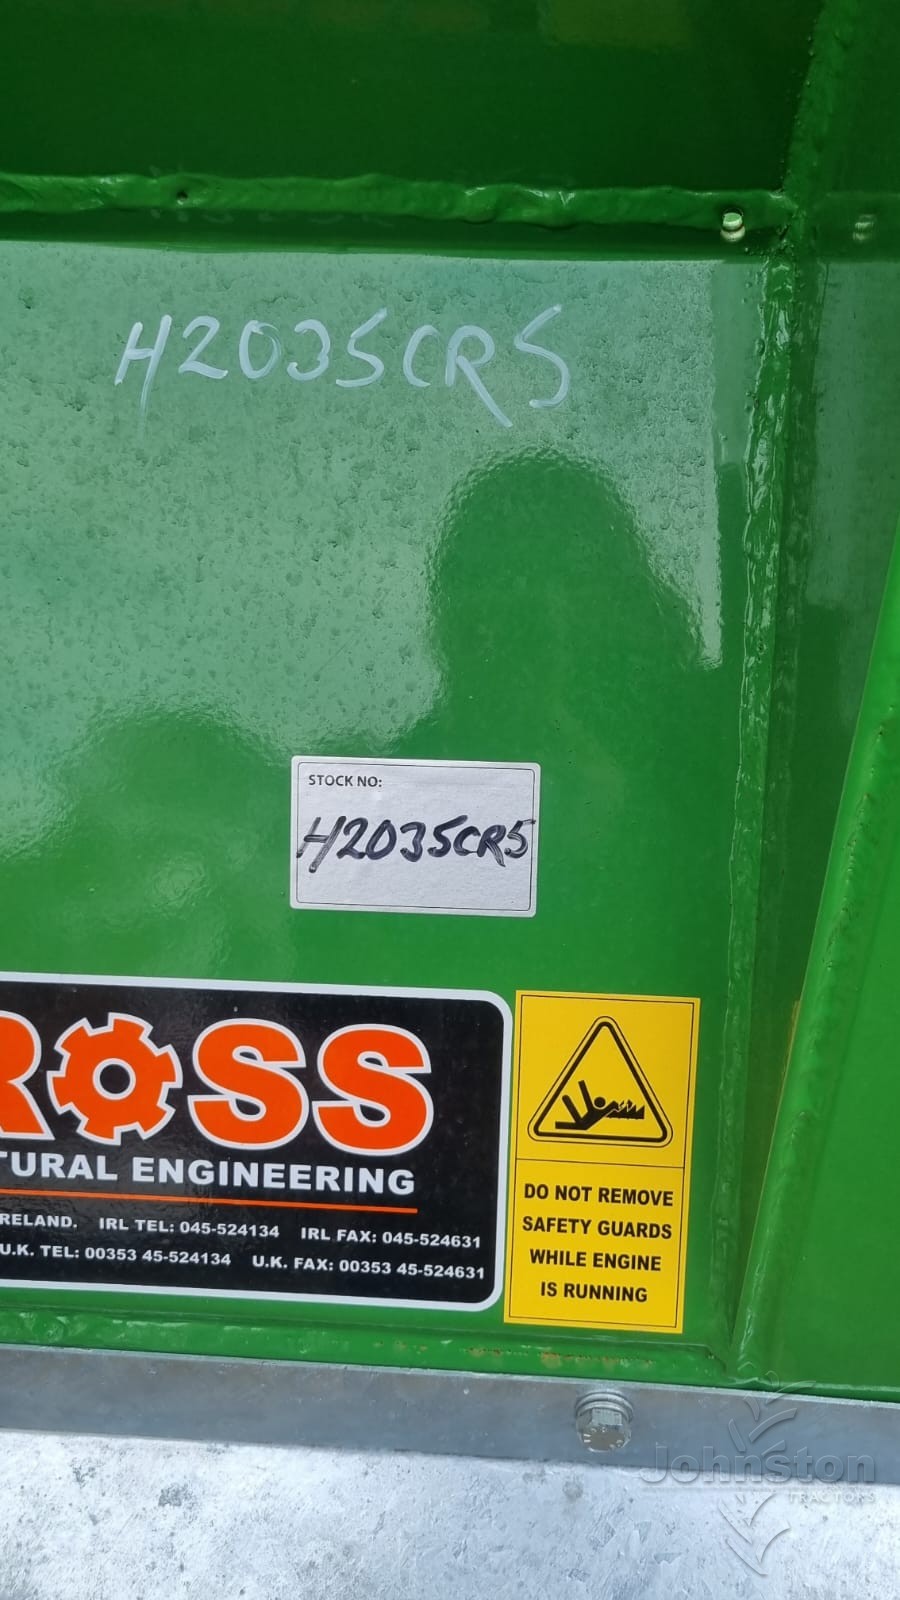 H2035CR5
STOCK NO:
H2035CR5
ROSS
TURAL ENGINEERING
RELAND. IRL TEL: 045-524134 IRL FAX: 045-524631
U.K. TEL: 00353 45-524134 U.K. FAX: 00353 45-524631
DO NOT REMOVE
SAFETY GUARDS
WHILE ENGINE
IS RUNNING
Johnston
TRACTORS